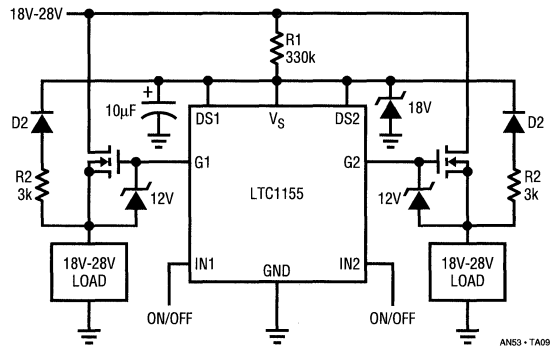 18V-28V
R1
330k
+
10µF
DS1
VS
DS2
18V
D2
D2
G1
G2
R2
3k
12V
LTC1155
12V
R2
3k
18V-28V
LOAD
IN1
GND
IN2
18V-28V
LOAD
ON/OFF
ON/OFF
AN53 • TA09